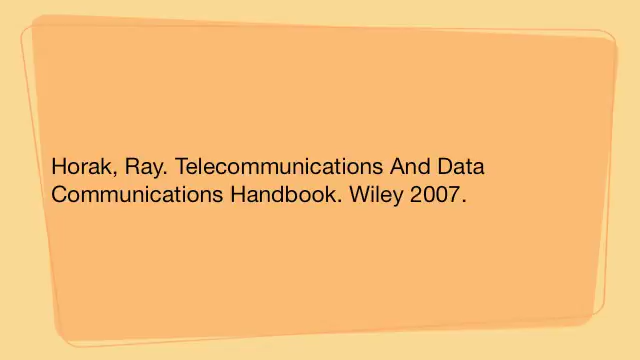 Horak, Ray. Telecommunications And Data
Communications Handbook. Wiley 2007.